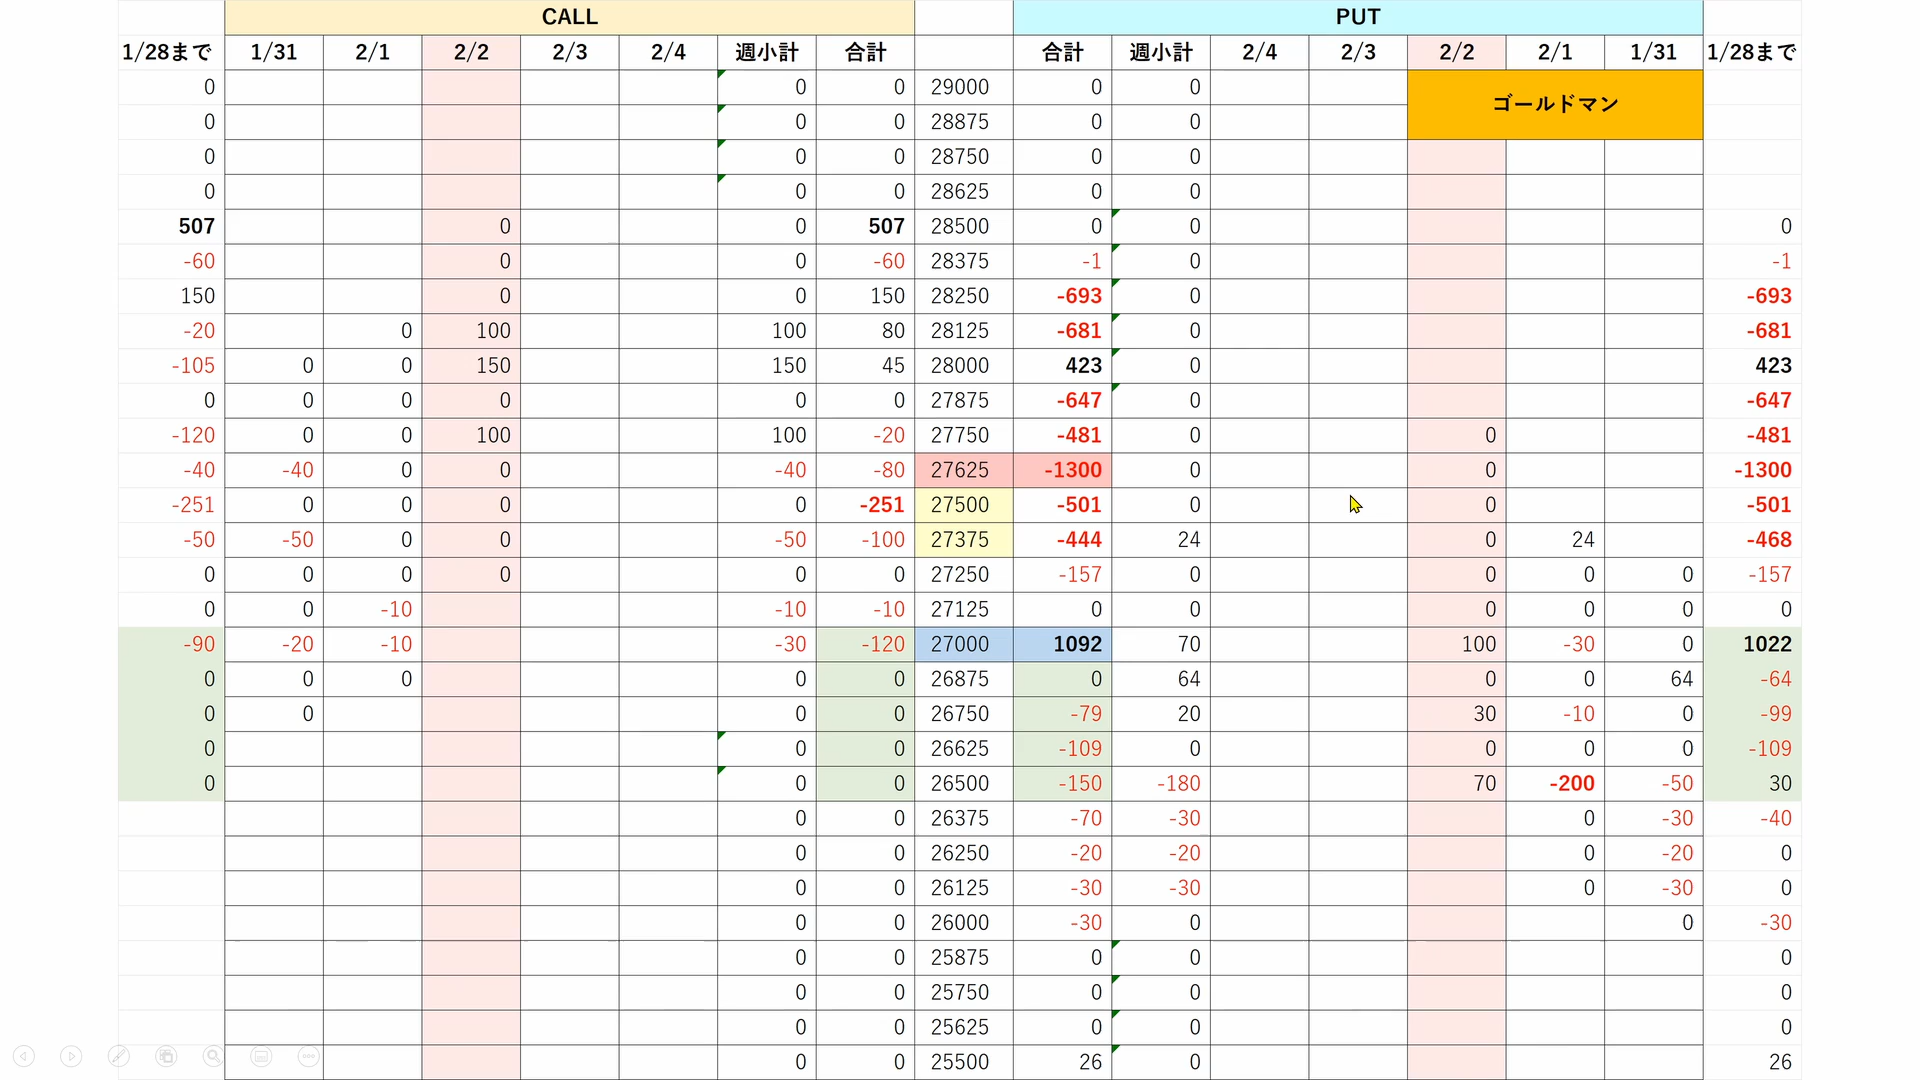 CALL PUT
1/28まで 1/31 2/1 2/2 2/3 2/4 週小計 合計 合計 週小計 2/4 2/3 2/2 2/1 1/31 1/28まで
0 0 0 29000 0 0
ゴールドマン
0 0 0 28875 0 0
0 0 0 28750 0 0
0 0 0 28625 0 0
507 0 0 507 28500 0 0 0
-60 0 0 -60 28375 -1 0 -1
150 0 0 150 28250 -693 0 -693
-20 0 100 100 80 28125 -681 0 -681
-105 0 0 150 150 45 28000 423 0 423
0 0 0 0 0 0 27875 -647 0 -647
-120 0 0 100 100 -20 27750 -481 0 0 -481
-40 -40 0 0 -40 -80 27625 -1300 0 0 -1300
-251 0 0 0 0 -251 27500 -501 0 0 -501
-50 -50 0 0 -50 -100 27375 -444 24 0 24 -468
0 0 0 0 0 0 27250 -157 0 0 0 0 -157
0 0 -10 -10 -10 27125 0 0 0 0 0 0
-90 -20 -10 -30 -120 27000 1092 70 100 -30 0 1022
0 0 0 0 0 26875 0 64 0 0 64 -64
0 0 0 0 26750 -79 20 30 -10 0 -99
0 0 0 26625 -109 0 0 0 0 -109
0 0 0 26500 -150 -180 70 -200 -50 30
0 0 26375 -70 -30 0 -30 -40
0 0 26250 -20 -20 0 -20 0
0 0 26125 -30 -30 0 -30 0
0 0 26000 -30 0 0 -30
0 0 25875 0 0 0
0 0 25750 0 0 0
0 0 25625 0 0 0
0 0 25500 26 0 26